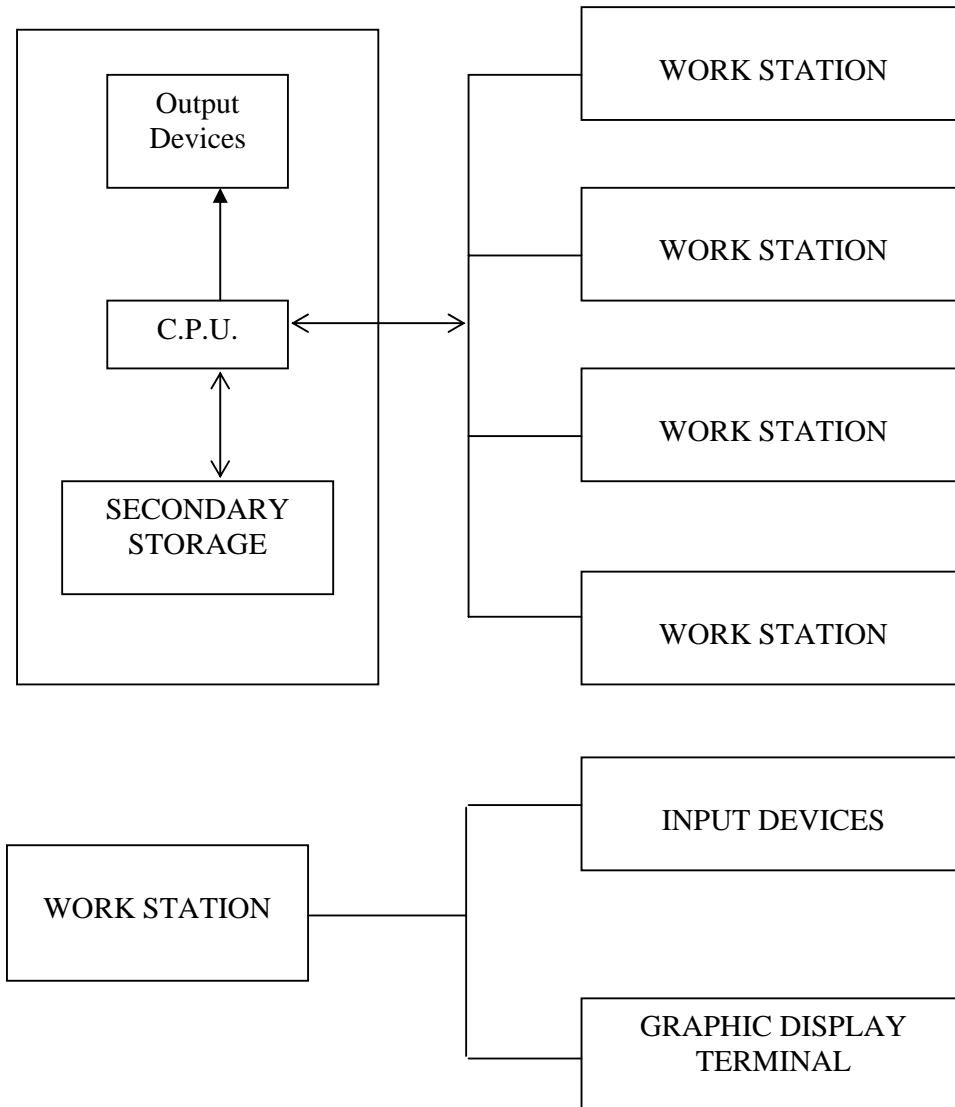 Output
Devices
C.P.U.
SECONDARY
STORAGE
WORK STATION
WORK STATION
WORK STATION
WORK STATION
WORK STATION
INPUT DEVICES
GRAPHIC DISPLAY
TERMINAL